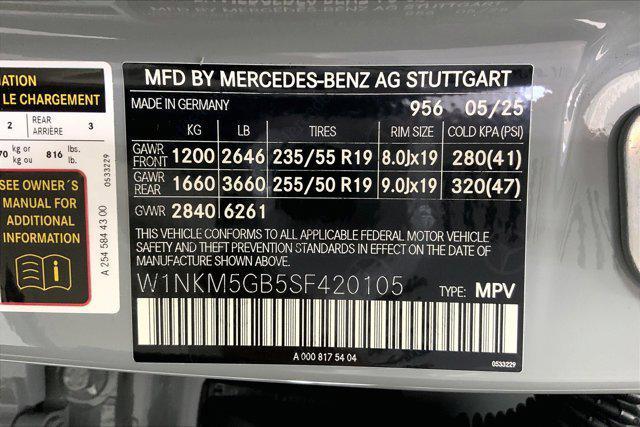 MATION
LE CHARGEMENT
2 REAR ARRIÈRE 3
70 kg or kg ou 816 lbs. lb.
0533229
SEE OWNER'S
MANUAL FOR
ADDITIONAL
INFORMATION
A 254 584 43 00
MFD BY MERCEDES-BENZ AG STUTTGART
MADE IN GERMANY 956 05/25
KG LB TIRES RIM SIZE COLD KPA (PSI)
GAWR FRONT 1200 2646 235/55 R19 8.0Jx19 280(41)
GAWR REAR 1660 3660 255/50 R19 9.0Jx19 320(47)
GVWR 2840 6261
THIS VEHICLE CONFORMS TO ALL APPLICABLE FEDERAL MOTOR VEHICLE
SAFETY AND THEFT PREVENTION STANDARDS IN EFFECT ON THE DATE OF
MANUFACTURE SHOWN ABOVE.
W1NKM5GB5SF420105 TYPE: MPV
A 000 817 54 04
0533229